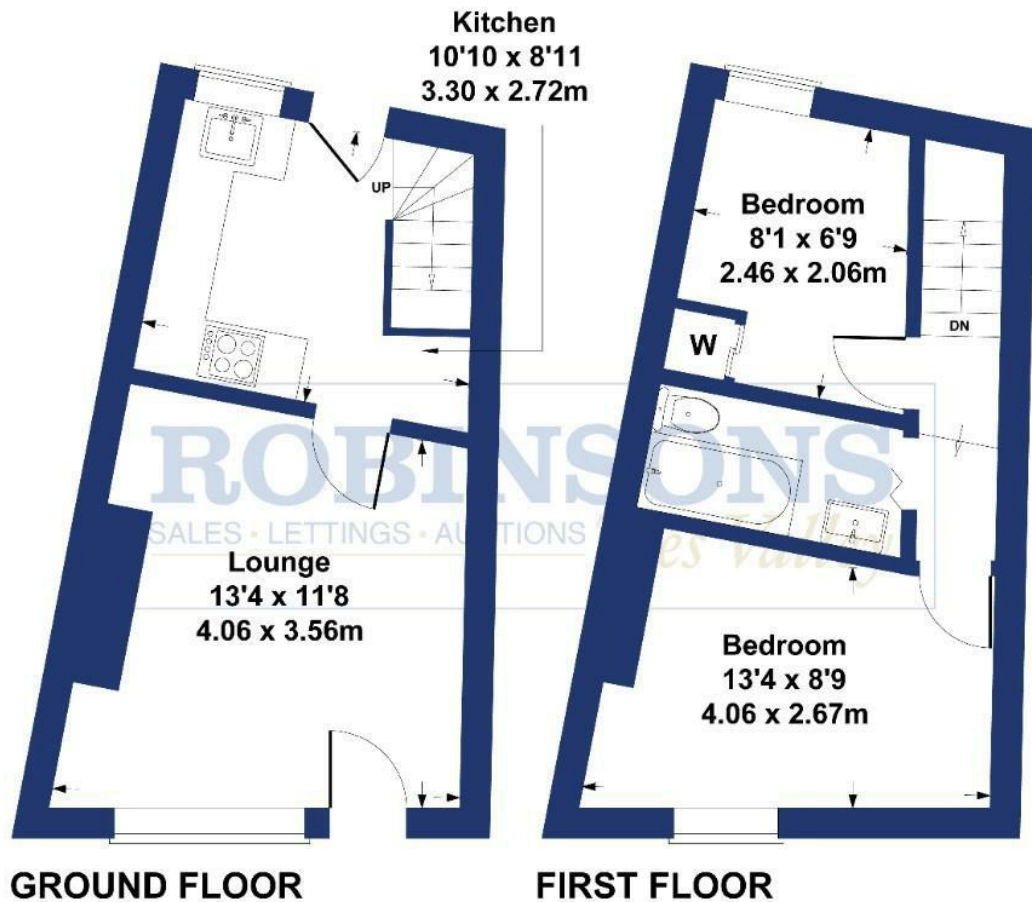 Kitchen
10'10 x 8'11
3.30 x 2.72m
UP
Bedroom
8'1 x 6'9
2.46 x 2.06m
DN
W
ROBINSONS
SALES · LETTINGS · AUCTIONS
Tees Valley
Lounge
13'4 x 11'8
4.06 x 3.56m
Bedroom
13'4 x 8'9
4.06 x 2.67m
GROUND FLOOR
FIRST FLOOR